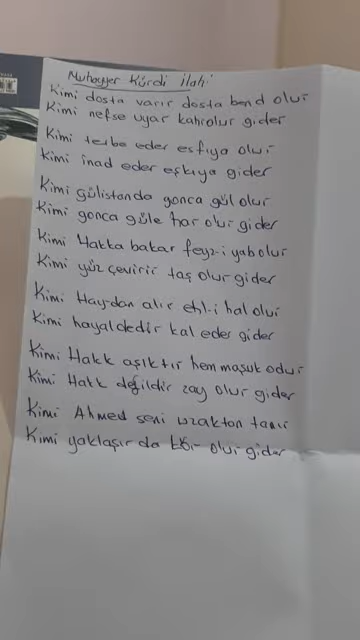 Muhayyer Kürdi İlahi
Kimi dosta varır dosta bend olur
Kimi nefse uyar kahrolur gider
Kimi terbe eder esfiya olur
Kimi inad eder eşkıya gider
Kimi gülistanda gonca gül olur
Kimi gonca güle har olur gider
Kimi Hakka bakar feyz-i yab olur
Kimi yüz çevirir taş olur gider
Kimi Hay-dan alır ehl-i hal olur
Kimi hayaldedir kal eder gider
Kimi Hakk aşıktır hem maşuk odur
Kimi Hakk değildir zay olur gider
Kimi Ahmed seni uzaktan tanır
Kimi yaklaşır da kör olur gider